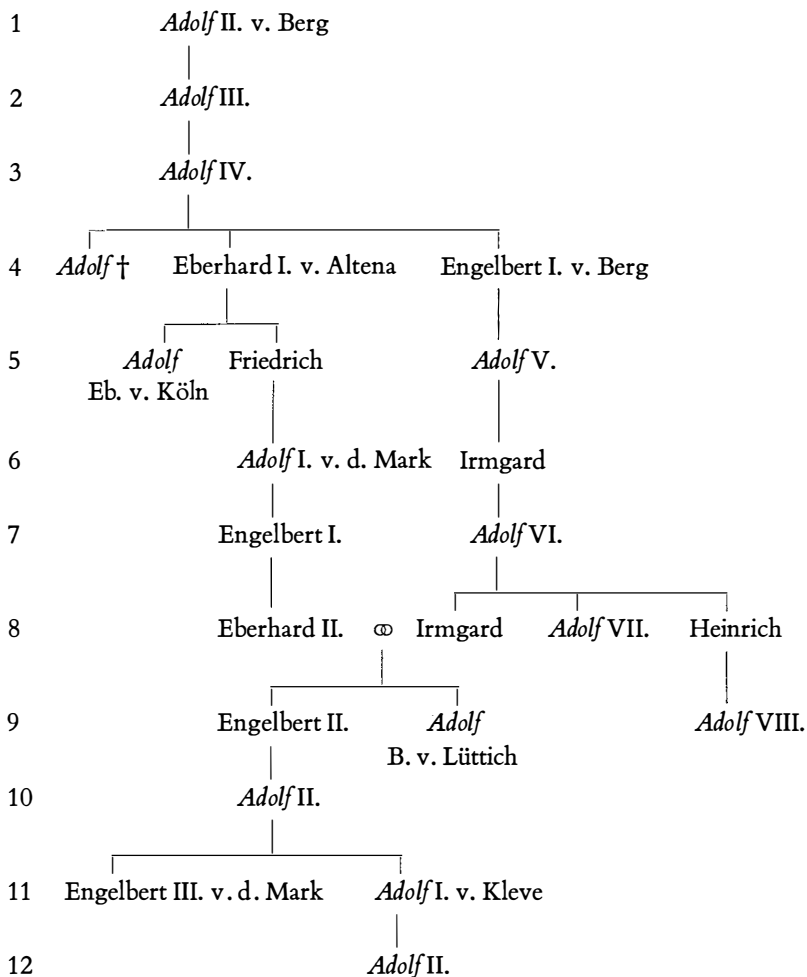 1 Adolf II. v. Berg
2 Adolf III.
3 Adolf IV.
4 Adolf † Eberhard I. v. Altena Engelbert I. v. Berg
5 Adolf Friedrich Adolf V.
Eb. v. Köln
6 Adolf I. v. d. Mark Irmgard
7 Engelbert I. Adolf VI.
8 Eberhard II. ⚭ Irmgard Adolf VII. Heinrich
9 Engelbert II. Adolf Adolf VIII.
B. v. Lüttich
10 Adolf II.
11 Engelbert III. v. d. Mark Adolf I. v. Kleve
12 Adolf II.